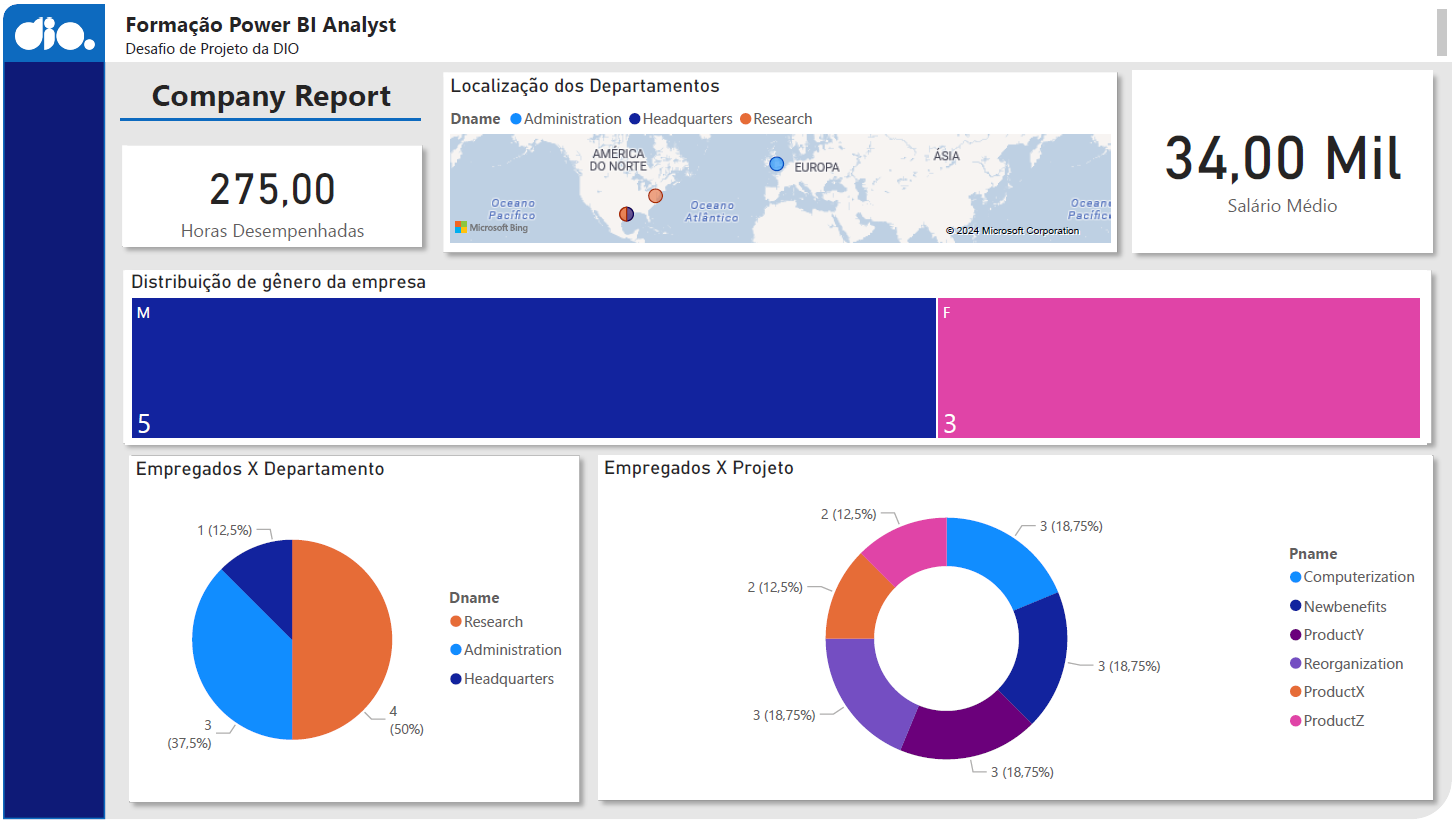 dio.
Formação Power BI Analyst
Desafio de Projeto da DIO
Company Report
275,00
Horas Desempenhadas
Localização dos Departamentos
Dname Administration Headquarters Research
AMÉRICA
DO NORTE
EUROPA
ÁSIA
Oceano
Pacífico
Oceano
Atlântico
Oceano
Pacífico
Microsoft Bing
© 2024 Microsoft Corporation
34,00 Mil
Salário Médio
Distribuição de gênero da empresa
M
5
F
3
Empregados X Departamento
1 (12,5%)
3
(37,5%)
4
(50%)
Dname
Research
Administration
Headquarters
Empregados X Projeto
2 (12,5%)
3 (18,75%)
2 (12,5%)
3 (18,75%)
3 (18,75%)
3 (18,75%)
Pname
Computerization
Newbenefits
ProductY
Reorganization
ProductX
ProductZ